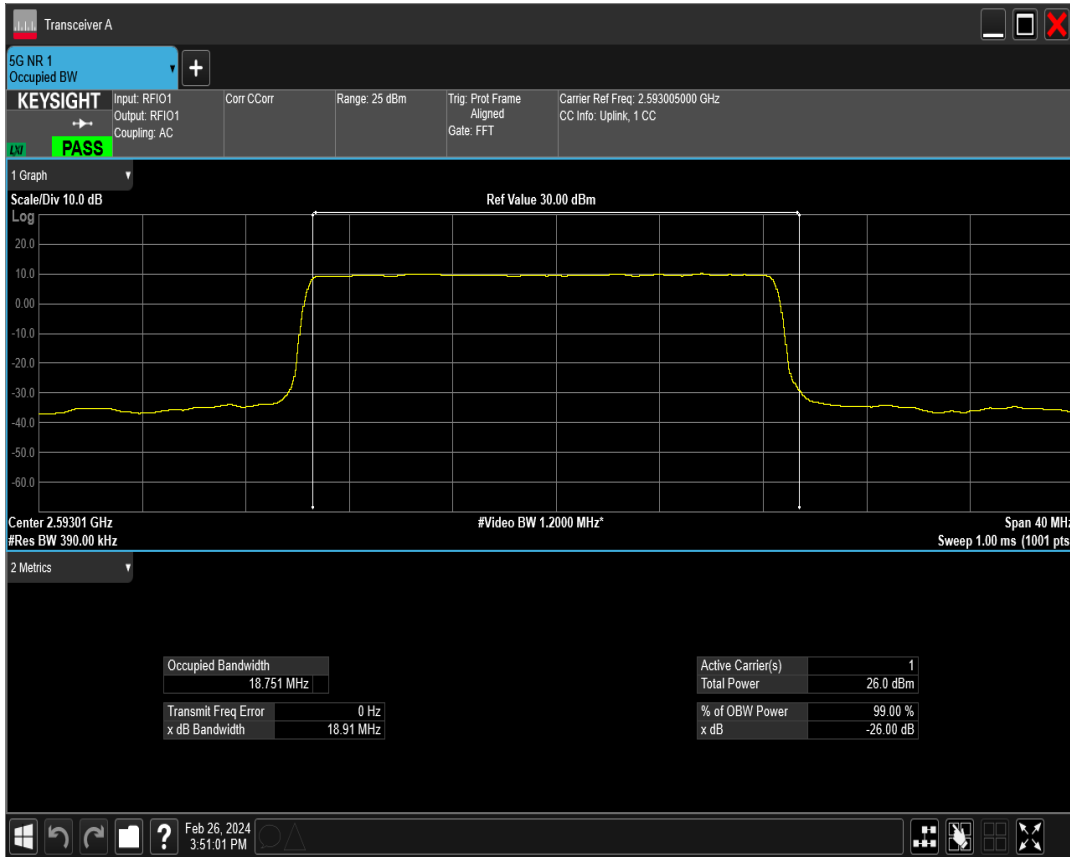 Transceiver A
5G NR 1
Occupied BW
+
KEYSIGHT
LXI PASS
Input: RFIO1
Output: RFIO1
Coupling: AC
Corr CCorr
Range: 25 dBm
Trig: Prot Frame
Aligned
Gate: FFT
Carrier Ref Freq: 2.593005000 GHz
CC Info: Uplink, 1 CC
1 Graph
Scale/Div 10.0 dB Ref Value 30.00 dBm
Log
20.0
10.0
0.00
-10.0
-20.0
-30.0
-40.0
-50.0
-60.0
Center 2.59301 GHz #Video BW 1.2000 MHz* Span 40 MHz
#Res BW 390.00 kHz Sweep 1.00 ms (1001 pts
2 Metrics
Occupied Bandwidth
18.751 MHz
Transmit Freq Error 0 Hz
x dB Bandwidth 18.91 MHz
Active Carrier(s) 1
Total Power 26.0 dBm
% of OBW Power 99.00 %
x dB -26.00 dB
?
Feb 26, 2024
3:51:01 PM